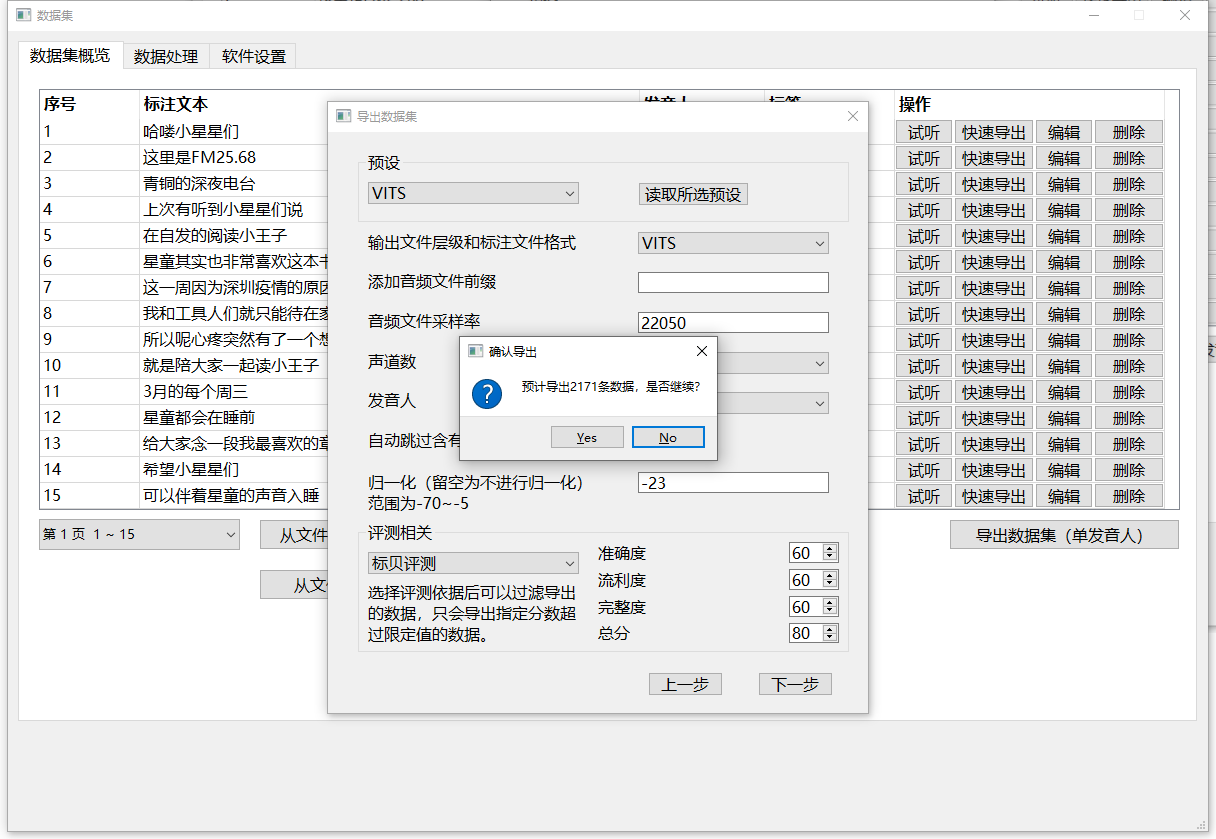 数据集
数据集概览 数据处理 软件设置
序号 标注文本 操作
1 哈喽小星星们 试听 快速导出 编辑 删除
2 这里是FM25.68 试听 快速导出 编辑 删除
3 青铜的深夜电台 试听 快速导出 编辑 删除
4 上次有听到小星星们说 试听 快速导出 编辑 删除
5 在自发的阅读小王子 试听 快速导出 编辑 删除
6 星童其实也非常喜欢这本 试听 快速导出 编辑 删除
7 这一周因为深圳疫情的原 试听 快速导出 编辑 删除
8 我和工具人们就只能待在 试听 快速导出 编辑 删除
9 所以呢心疼突然有了一个 试听 快速导出 编辑 删除
10 就是陪大家一起读小王子 试听 快速导出 编辑 删除
11 3月的每个周三 试听 快速导出 编辑 删除
12 星童都会在睡前 试听 快速导出 编辑 删除
13 给大家念一段我最喜欢的 试听 快速导出 编辑 删除
14 希望小星星们 试听 快速导出 编辑 删除
15 可以伴着星童的声音入睡 试听 快速导出 编辑 删除
第 1 页 1 ~ 15 从文件 导出数据集（单发音人）
从文
导出数据集
预设
VITS 读取所选预设
输出文件层级和标注文件格式 VITS
添加音频文件前缀
音频文件采样率 22050
声道数
发音人
自动跳过含有
归一化（留空为不进行归一化） -23
范围为-70~-5
评测相关
标贝评测
选择评测依据后可以过滤导出
的数据，只会导出指定分数超
过限定值的数据。
准确度 60
流利度 60
完整度 60
总分 80
上一步 下一步
确认导出
预计导出2171条数据，是否继续?
Yes No